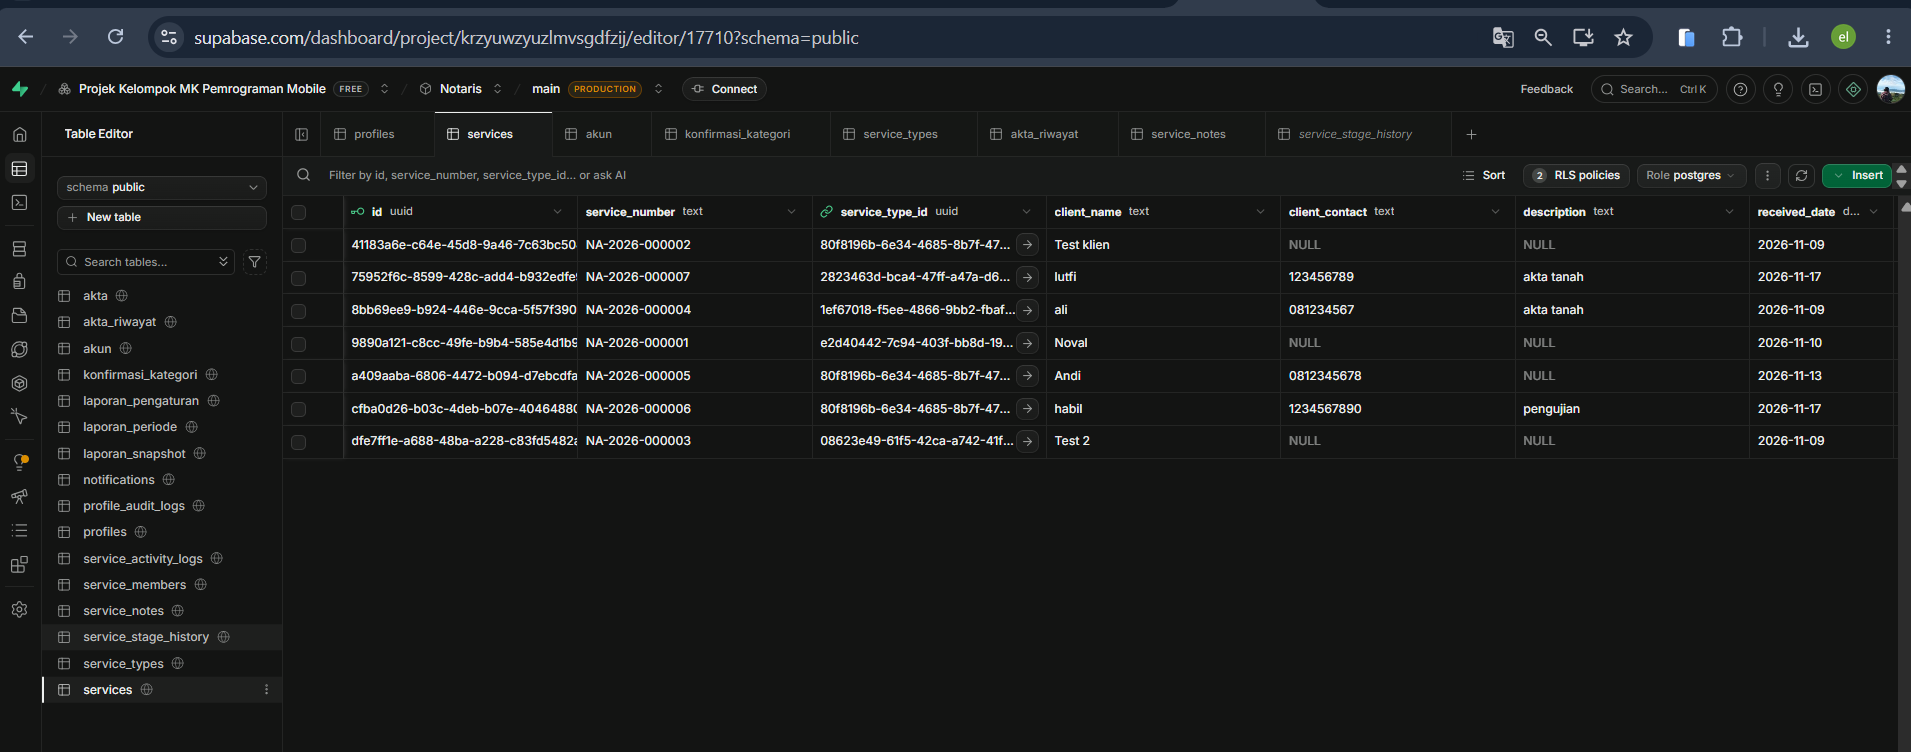 supabase.com/dashboard/project/krzyuwzyuzlmvsgdfzij/editor/17710?schema=public
el
/ Projek Kelompok MK Pemrograman Mobile FREE / Notaris / main PRODUCTION Connect
Feedback Search... Ctrl K
Table Editor
profiles services akun konfirmasi_kategori service_types akta_riwayat service_notes service_stage_history
schema public
New table
Search tables...
akta
akta_riwayat
akun
konfirmasi_kategori
laporan_pengaturan
laporan_periode
laporan_snapshot
notifications
profile_audit_logs
profiles
service_activity_logs
service_members
service_notes
service_stage_history
service_types
services
Filter by id, service_number, service_type_id... or ask AI
Sort 2 RLS policies Role postgres Insert
id uuid service_number text service_type_id uuid client_name text client_contact text description text received_date d...
41183a6e-c64e-45d8-9a46-7c63bc50 NA-2026-000002 80f8196b-6e34-4685-8b7f-47... Test klien NULL NULL 2026-11-09
75952f6c-8599-428c-add4-b932edfe NA-2026-000007 2823463d-bca4-47ff-a47a-d6... lutfi 123456789 akta tanah 2026-11-17
8bb69ee9-b924-446e-9cca-5f57f390 NA-2026-000004 1ef67018-f5ee-4866-9bb2-fbaf... ali 081234567 akta tanah 2026-11-09
9890a121-c8cc-49fe-b9b4-585e4d1b9 NA-2026-000001 e2d40442-7c94-403f-bb8d-19... Noval NULL NULL 2026-11-10
a409aaba-6806-4472-b094-d7ebcdfa NA-2026-000005 80f8196b-6e34-4685-8b7f-47... Andi 0812345678 NULL 2026-11-13
cfba0d26-b03c-4deb-b07e-40464880 NA-2026-000006 80f8196b-6e34-4685-8b7f-47... habil 1234567890 pengujian 2026-11-17
dfe7ff1e-a688-48ba-a228-c83fd5482a NA-2026-000003 08623e49-61f5-42ca-a742-41f... Test 2 NULL NULL 2026-11-09